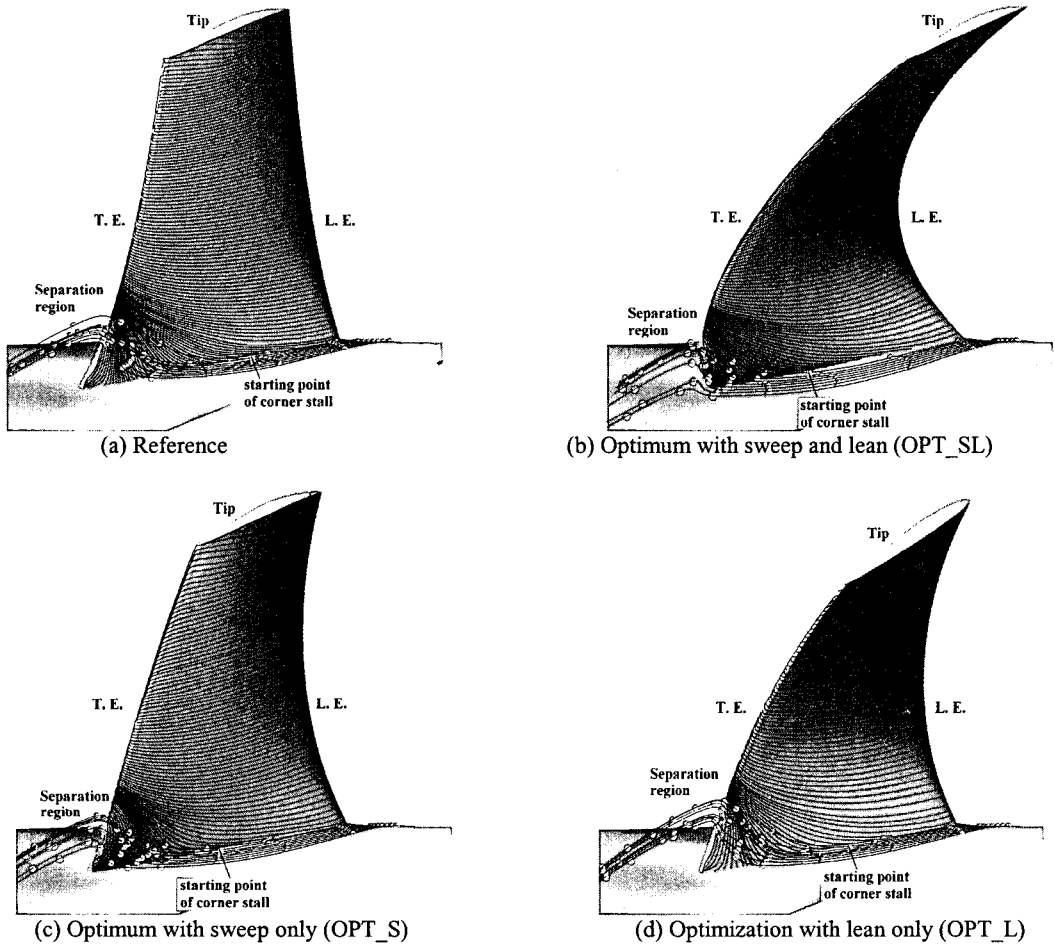 Tip
T. E.
L. E.
Separation
region
starting point
of corner stall
(a) Reference
Tip
T. E.
L. E.
Separation
region
starting point
of corner stall
(b) Optimum with sweep and lean (OPT_SL)
Tip
T. E.
L. E.
Separation
region
starting point
of corner stall
(c) Optimum with sweep only (OPT_S)
Tip
T. E.
L. E.
Separation
region
starting point
of corner stall
(d) Optimization with lean only (OPT_L)